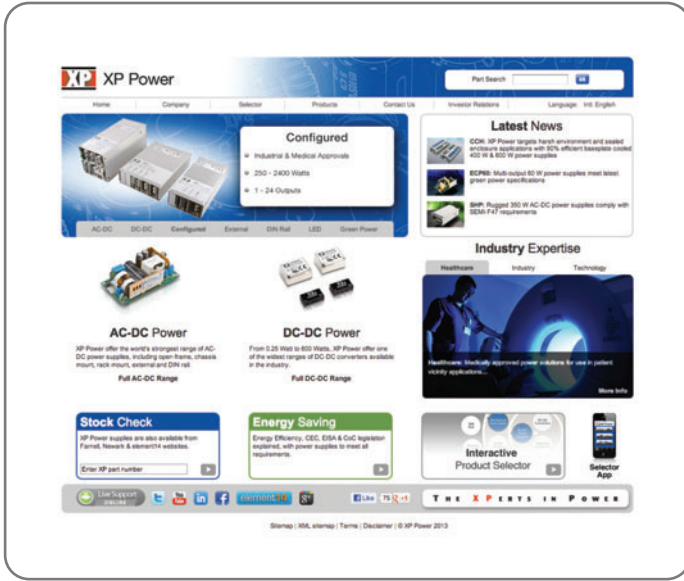 XP XP Power
Part Search GO
Home Company Selector Products Contact Us Investor Relations Language: Intl English
Configured
Industrial & Medical Approvals
250 - 2400 Watts
1 - 24 Outputs
AC-DC DC-DC Configured External DIN Rail LED Green Power
Latest News
CCH: XP Power targets harsh environment and sealed
enclosure applications with 90% efficient baseplate cooled
400 W & 600 W power supplies
ECP60: Multi-output 60 W power supplies meet latest
green power specifications
SHP: Rugged 350 W AC-DC power supplies comply with
SEMI-F47 requirements
AC-DC Power
XP Power offer the world's strongest range of AC-
DC power supplies, including open frame, chassis
mount, rack mount, external and DIN rail.
Full AC-DC Range
DC-DC Power
From 0.25 Watt to 600 Watts, XP Power offer one
of the widest ranges of DC-DC converters available
in the industry.
Full DC-DC Range
Industry Expertise
Healthcare Industry Technology
Healthcare: Medically approved power solutions for use in patient
vicinity applications...
More Info
Stock Check
XP Power supplies are also available from
Farnell, Newark & element14 websites.
Enter XP part number
Energy Saving
Energy Efficiency, CEC, EISA & CoC legislation
explained, with power supplies to meet all
requirements.
Interactive
Product Selector
Selector
App
Live Support
ONLINE
You Tube in f element14 g+
Like 75 +1
THE XPERTS IN POWER
Sitemap | XML sitemap | Terms | Disclaimer | © XP Power 2013